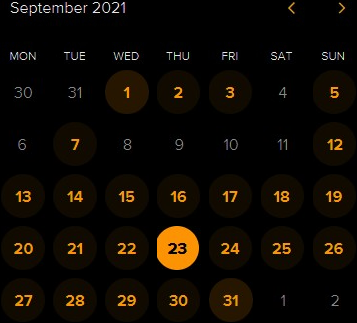 September 2021
MON TUE WED THU FRI SAT SUN
30 31 1 2 3 4 5
6 7 8 9 10 11 12
13 14 15 16 17 18 19
20 21 22 23 24 25 26
27 28 29 30 31 1 2